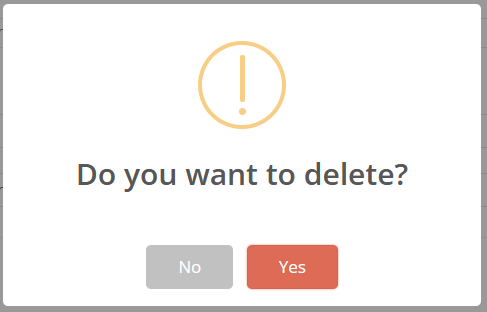 Do you want to delete?
No
Yes